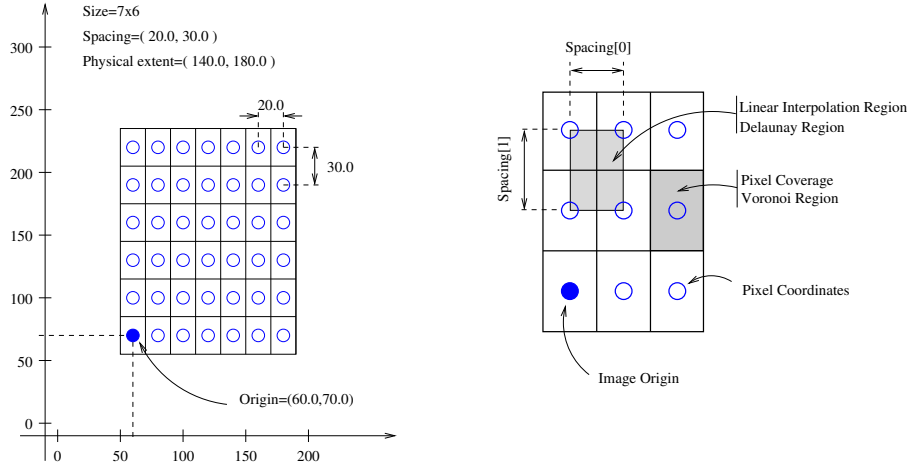 Size=7x6
Spacing=( 20.0, 30.0 )
Physical extent=( 140.0, 180.0 )
300
250
200
150
100
50
0
0
50
100
150
200
20.0
30.0
Origin=(60.0,70.0)
Spacing[0]
Spacing[1]
Linear Interpolation Region
Delaunay Region
Pixel Coverage
Voronoi Region
Pixel Coordinates
Image Origin